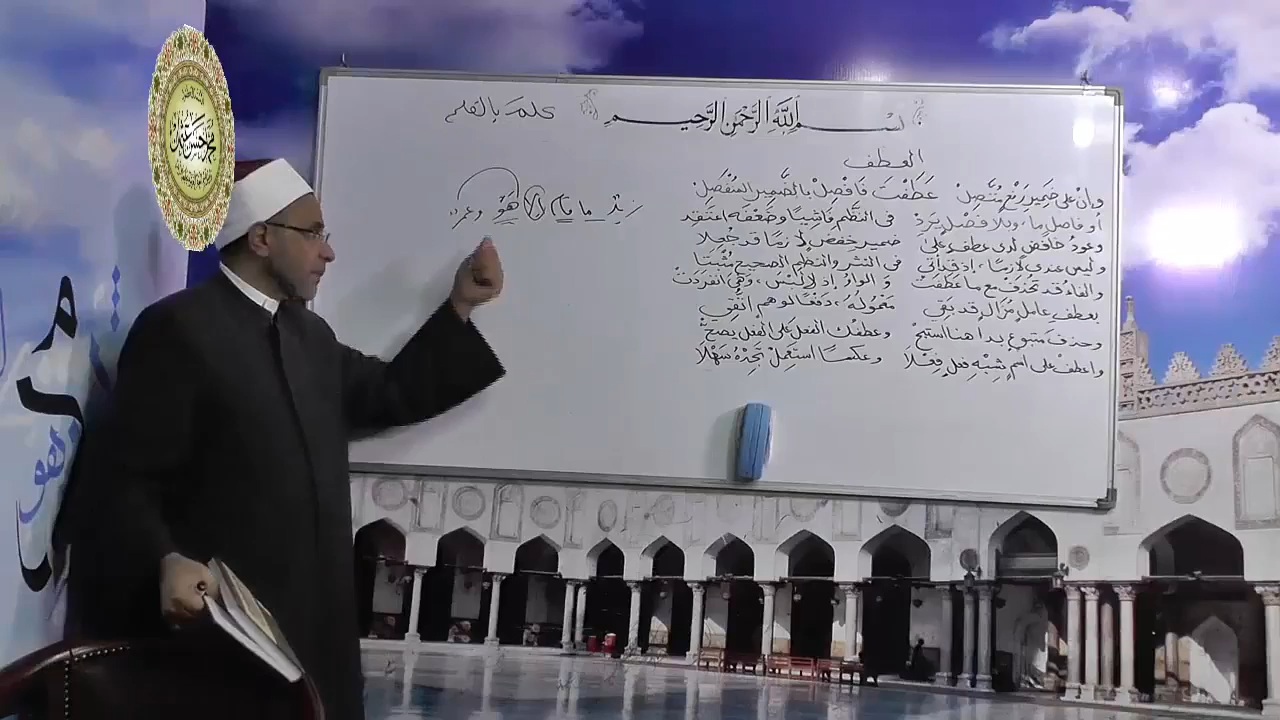 بسم الله الرحمن الرحيم
علم بالقلم
العطف
وإن على ضمير رفع متصل عطفت فافصل بالضمير المنفصل
أو فاصل ما، وبلا فصل يرد في النظم فاشيا وضعفه اعتقد
وعود خافض لدى عطف على ضمير خفض لازما قد جعلا
وليس عندي لازما، إذ قد أتى في النثر والنظم الصحيح مثبتا
والفاء قد تحذف مع ما عطفت والواو إذ لا لبس، وهي انفردت
بعطف عامل مزال قد بقي معموله، دفعا لوهم اتقي
وحذف متبوع بدا هنا استبح وعطفك الفعل على الفعل يصح
واعطف على اسم شبه فعل فعلا وعكسا استعمل تجده سهلا
زيد ما قام إلا هو وعمرو
هو